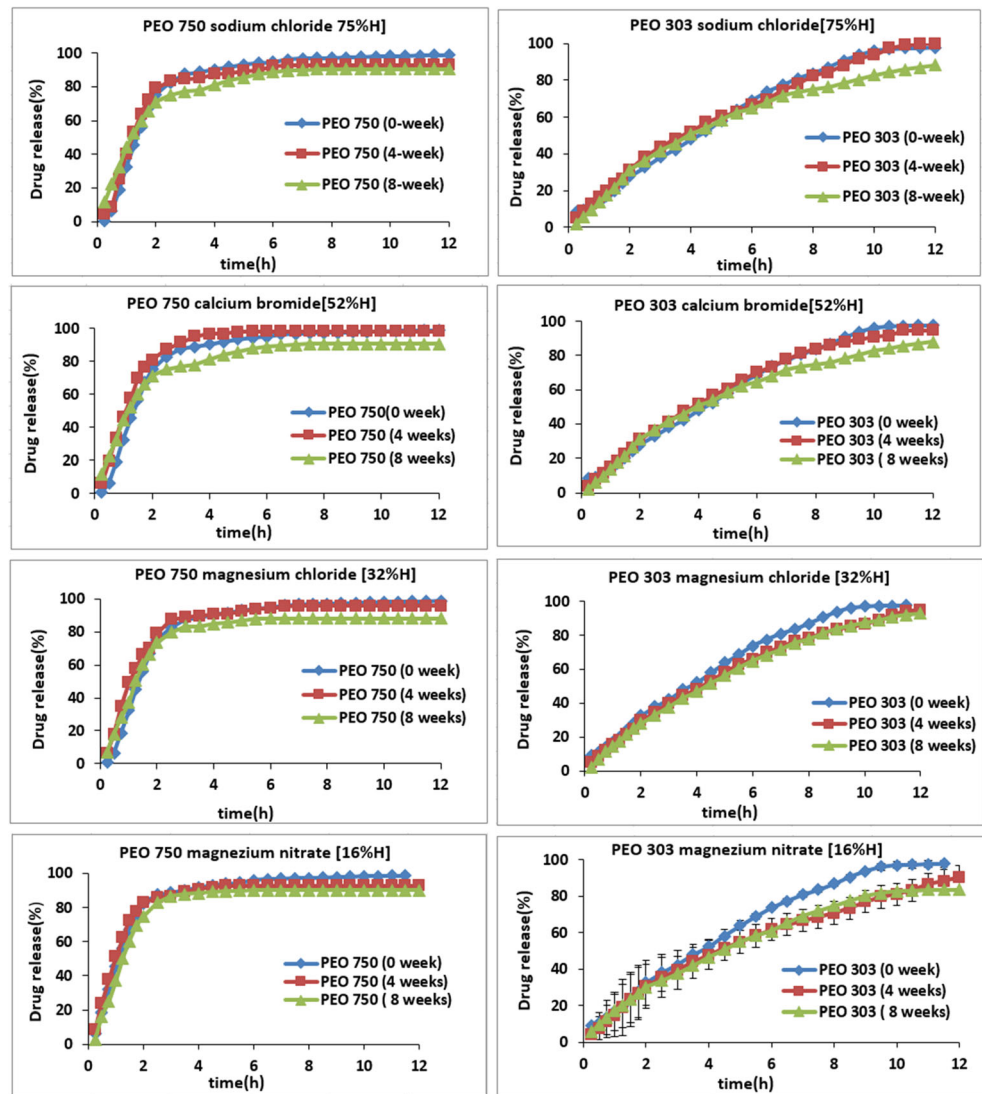 PEO 750 sodium chloride 75%H]
Drug release(%)
100
80
60
40
20
0
PEO 750 (0-week)
PEO 750 (4-week)
PEO 750 (8-week)
0 2 4 6 8 10 12
time(h)
PEO 303 sodium chloride[75%H]
Drug release(%)
100
80
60
40
20
0
PEO 303 (0-week)
PEO 303 (4-week)
PEO 303 (8-week)
0 2 4 6 8 10 12
time(h)
PEO 750 calcium bromide[52%H]
Drug release(%)
100
80
60
40
20
0
PEO 750(0 week)
PEO 750 (4 weeks)
PEO 750 (8 weeks)
0 2 4 6 8 10 12
time(h)
PEO 303 calcium bromide[52%H]
Drug release(%)
100
80
60
40
20
0
PEO 303 (0 week)
PEO 303 (4 weeks)
PEO 303 ( 8 weeks)
0 2 4 6 8 10 12
time(h)
PEO 750 magnesium chloride [32%H]
Drug release(%)
100
80
60
40
20
0
PEO 750 (0 week)
PEO 750 (4 weeks)
PEO 750 (8 weeks)
0 2 4 6 8 10 12
time(h)
PEO 303 magnesium chloride [32%H]
Drug release(%)
100
80
60
40
20
0
PEO 303 (0 week)
PEO 303 (4 weeks)
PEO 303 (8 weeks)
0 2 4 6 8 10 12
time(h)
PEO 750 magnezium nitrate [16%H]
Drug release(%)
100
80
60
40
20
0
PEO 750 (0 week)
PEO 750 (4 weeks)
PEO 750 ( 8 weeks)
0 2 4 6 8 10 12
time(h)
PEO 303 magnezium nitrate [16%H]
Drug release(%)
100
80
60
40
20
0
PEO 303 (0 week)
PEO 303 (4 weeks)
PEO 303 ( 8 weeks)
0 2 4 6 8 10 12
time(h)